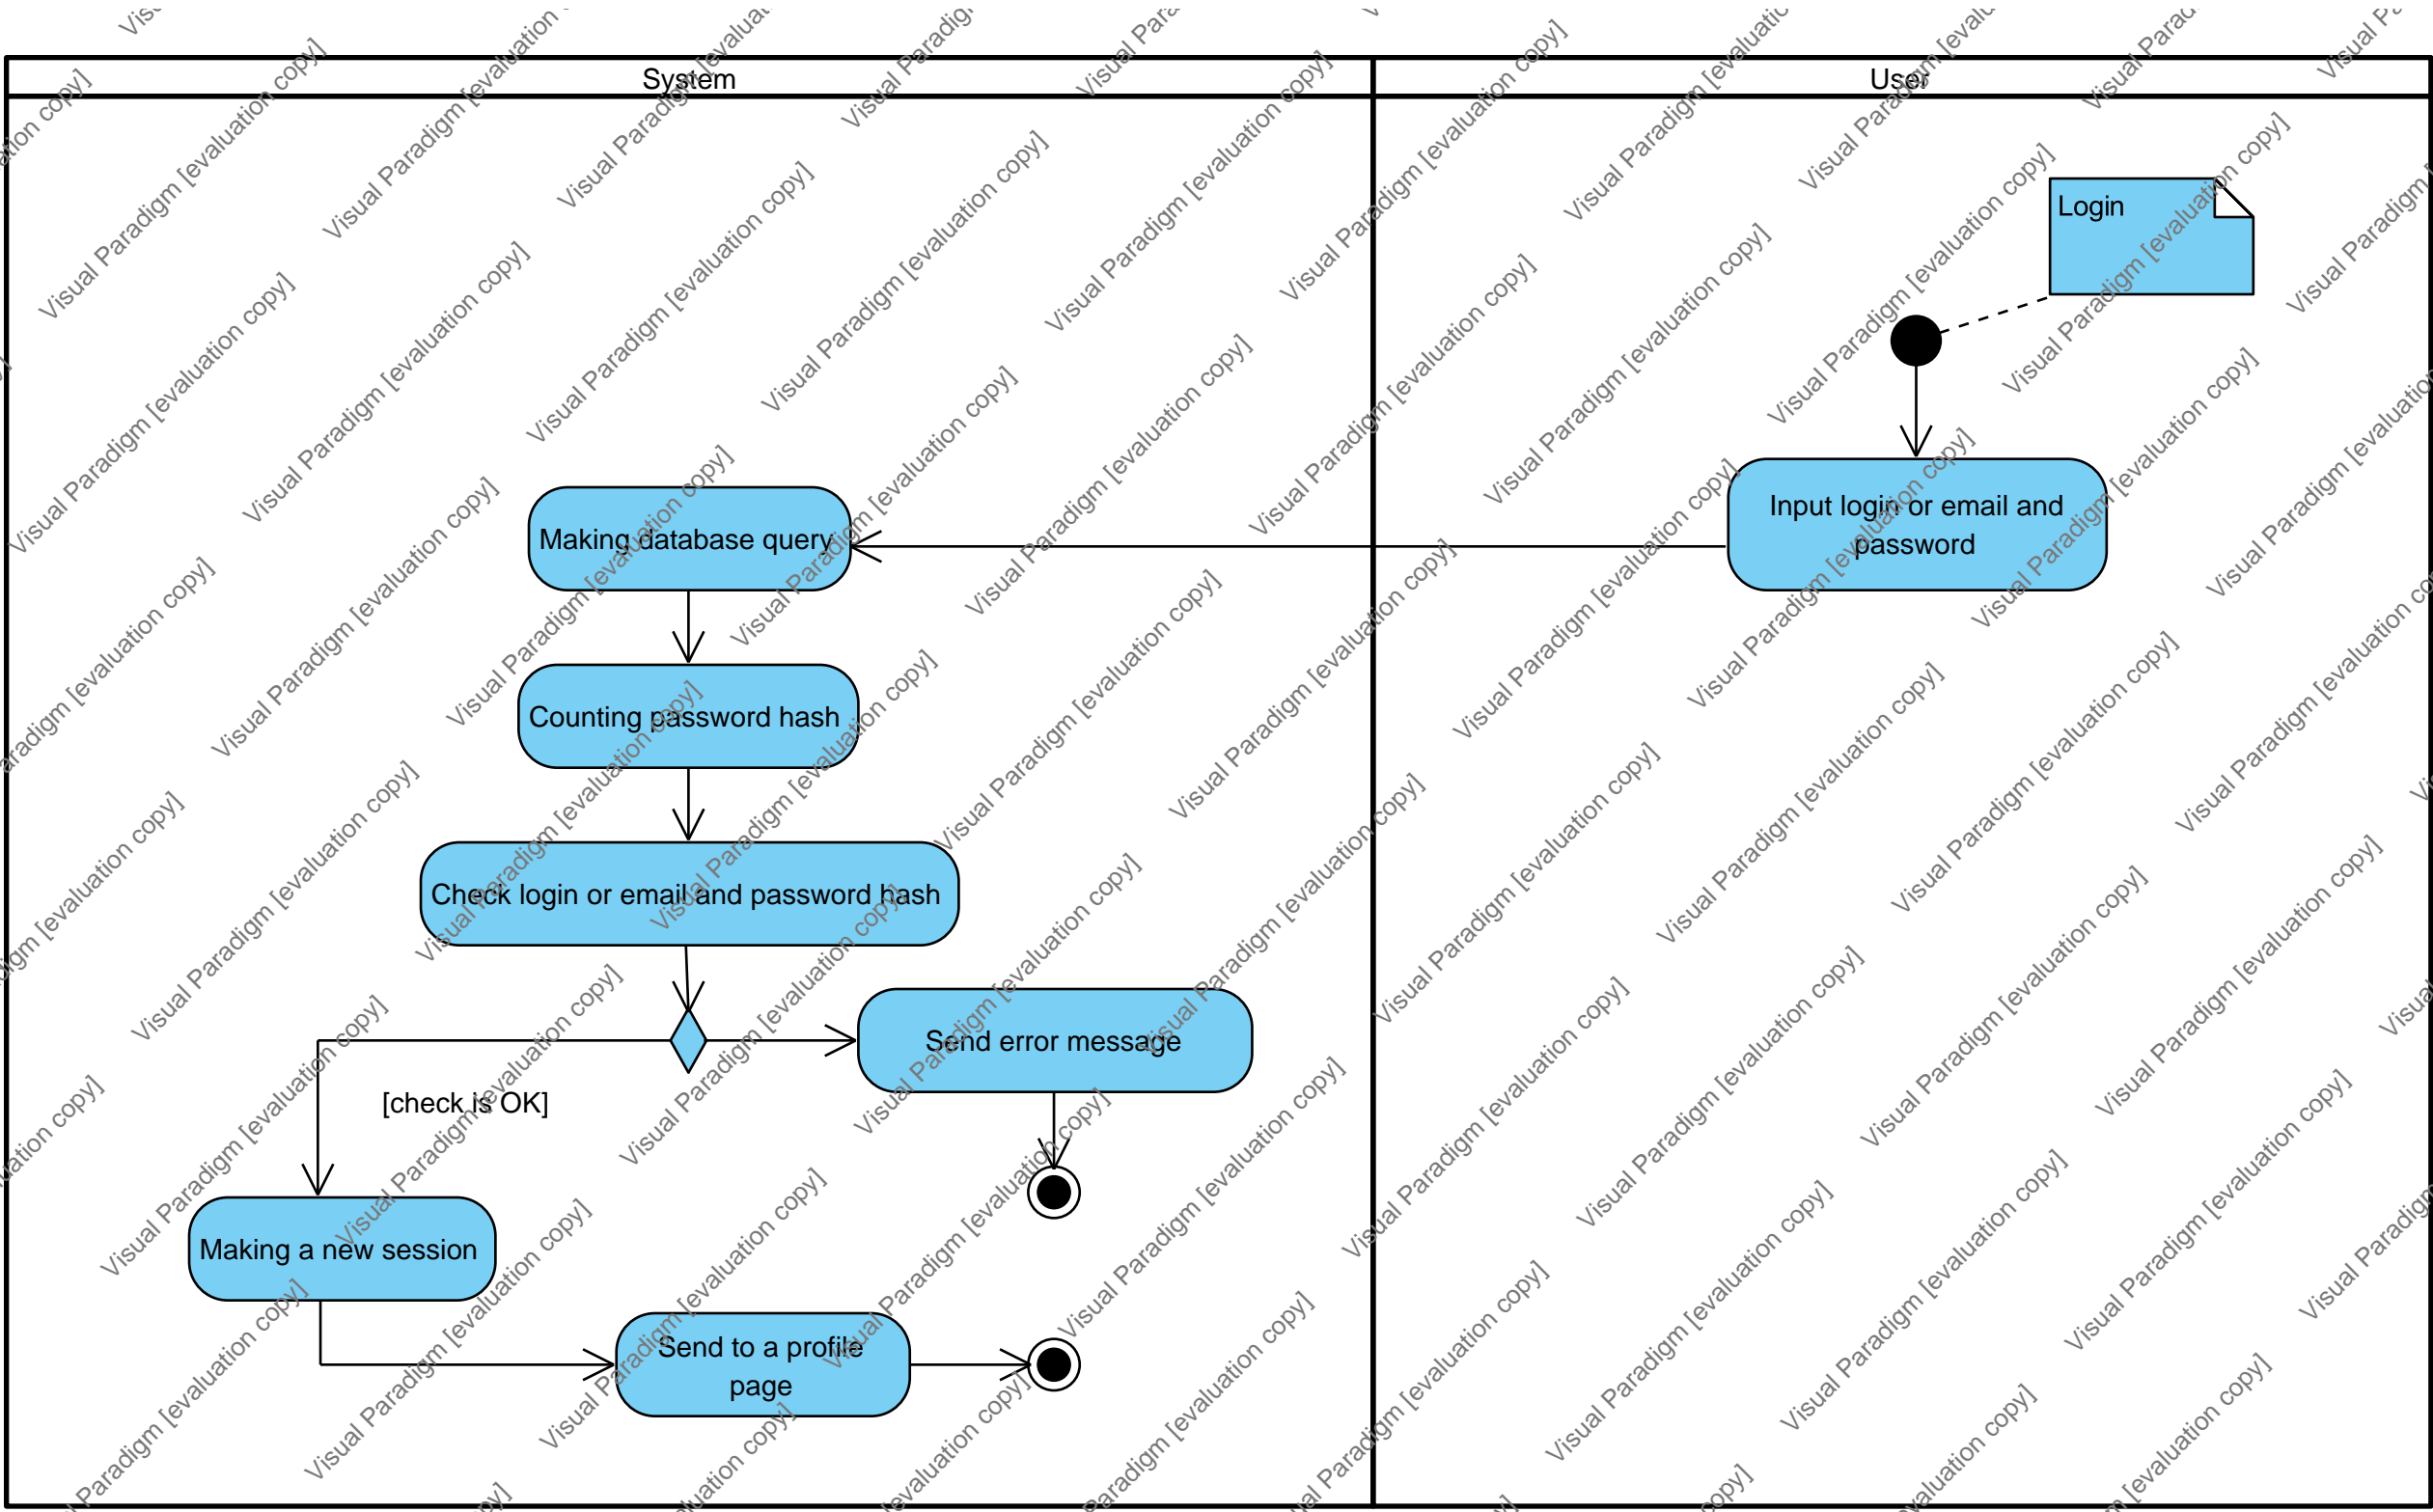 System
User
Login
Input login or email and
password
Making database query
Counting password hash
Check login or email and password hash
Send error message
[check is OK]
Making a new session
Send to a profile
page
Visual Paradigm [evaluation copy]